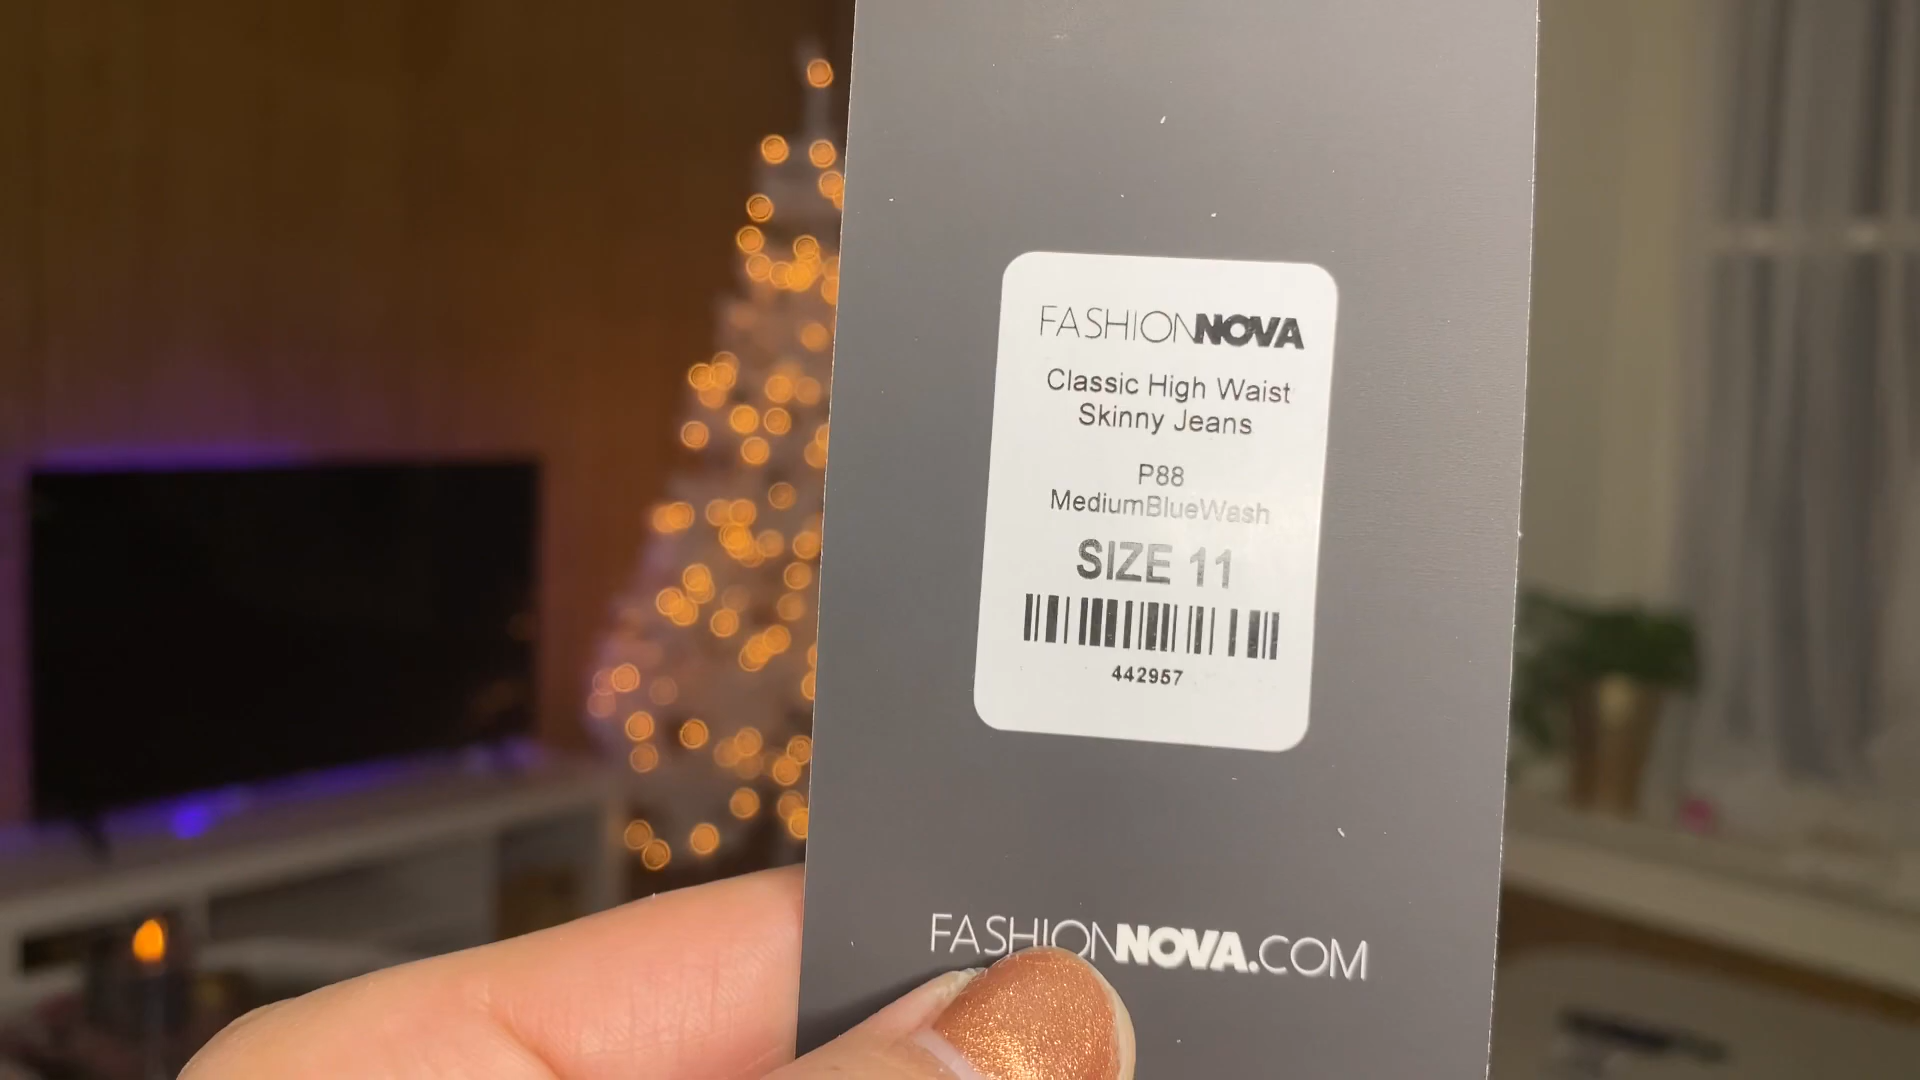 FASHIONNOVA
Classic High Waist
Skinny Jeans
P88
MediumBlueWash
SIZE 11
442957
FASHIONNOVA.COM